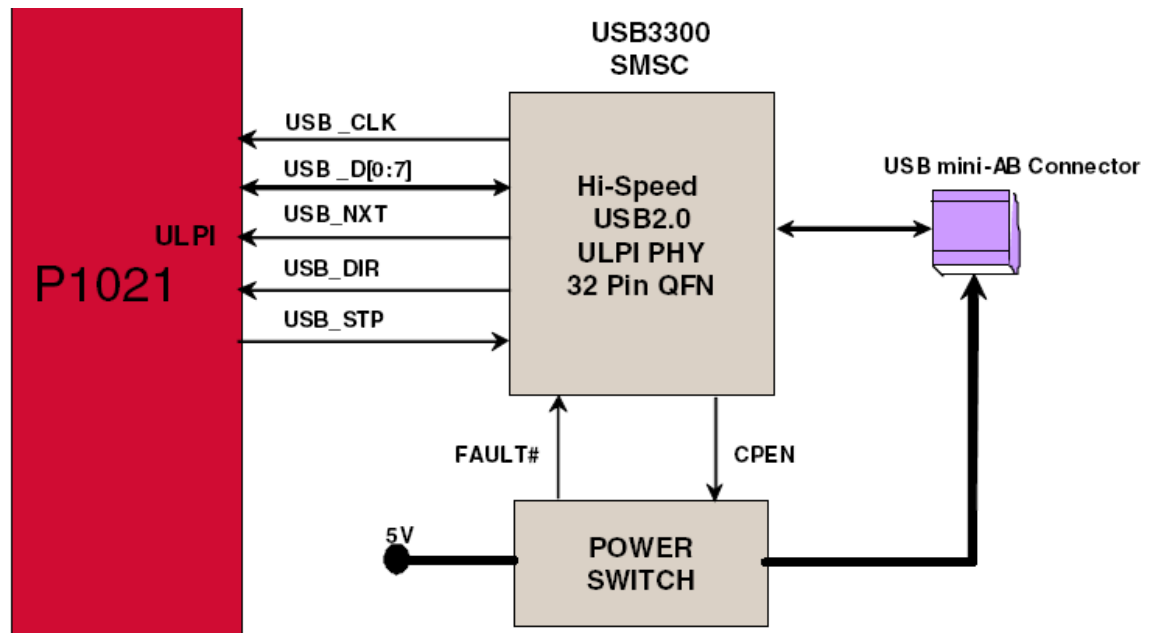 USB3300
SMSC
USB _CLK
USB _D[0:7]
USB_NXT
ULPI
USB_DIR
P1021
USB_STP
Hi-Speed
USB2.0
ULPI PHY
32 Pin QFN
USB mini-AB Connector
FAULT#
CPEN
5V
POWER
SWITCH